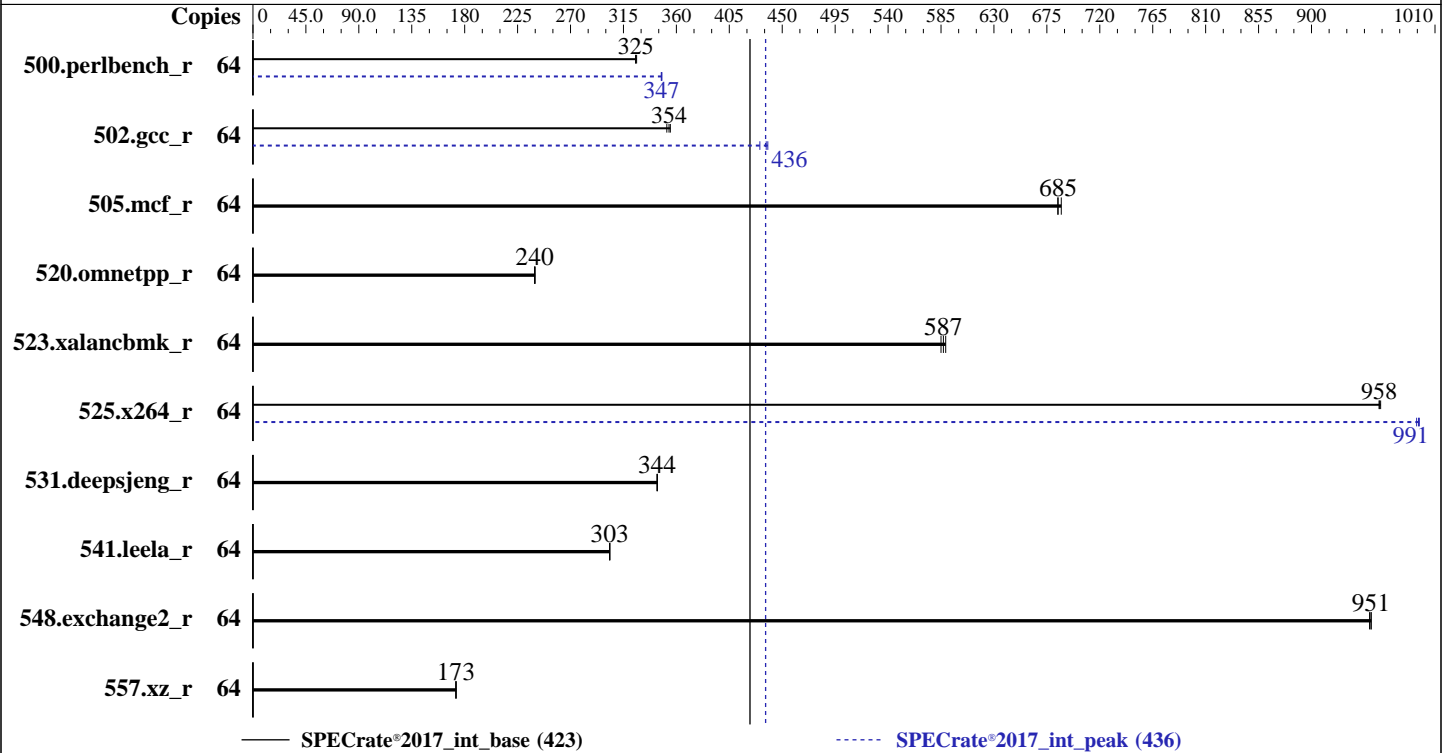 Copies 0 45.0 90.0 135 180 225 270 315 360 405 450 495 540 585 630 675 720 765 810 855 900 1010
325
500.perlbench_r 64
347
354
502.gcc_r 64
436
685
505.mcf_r 64
240
520.omnetpp_r 64
587
523.xalancbmk_r 64
958
525.x264_r 64
991
344
531.deepsjeng_r 64
303
541.leela_r 64
951
548.exchange2_r 64
173
557.xz_r 64
SPECrate®2017_int_base (423) SPECrate®2017_int_peak (436)